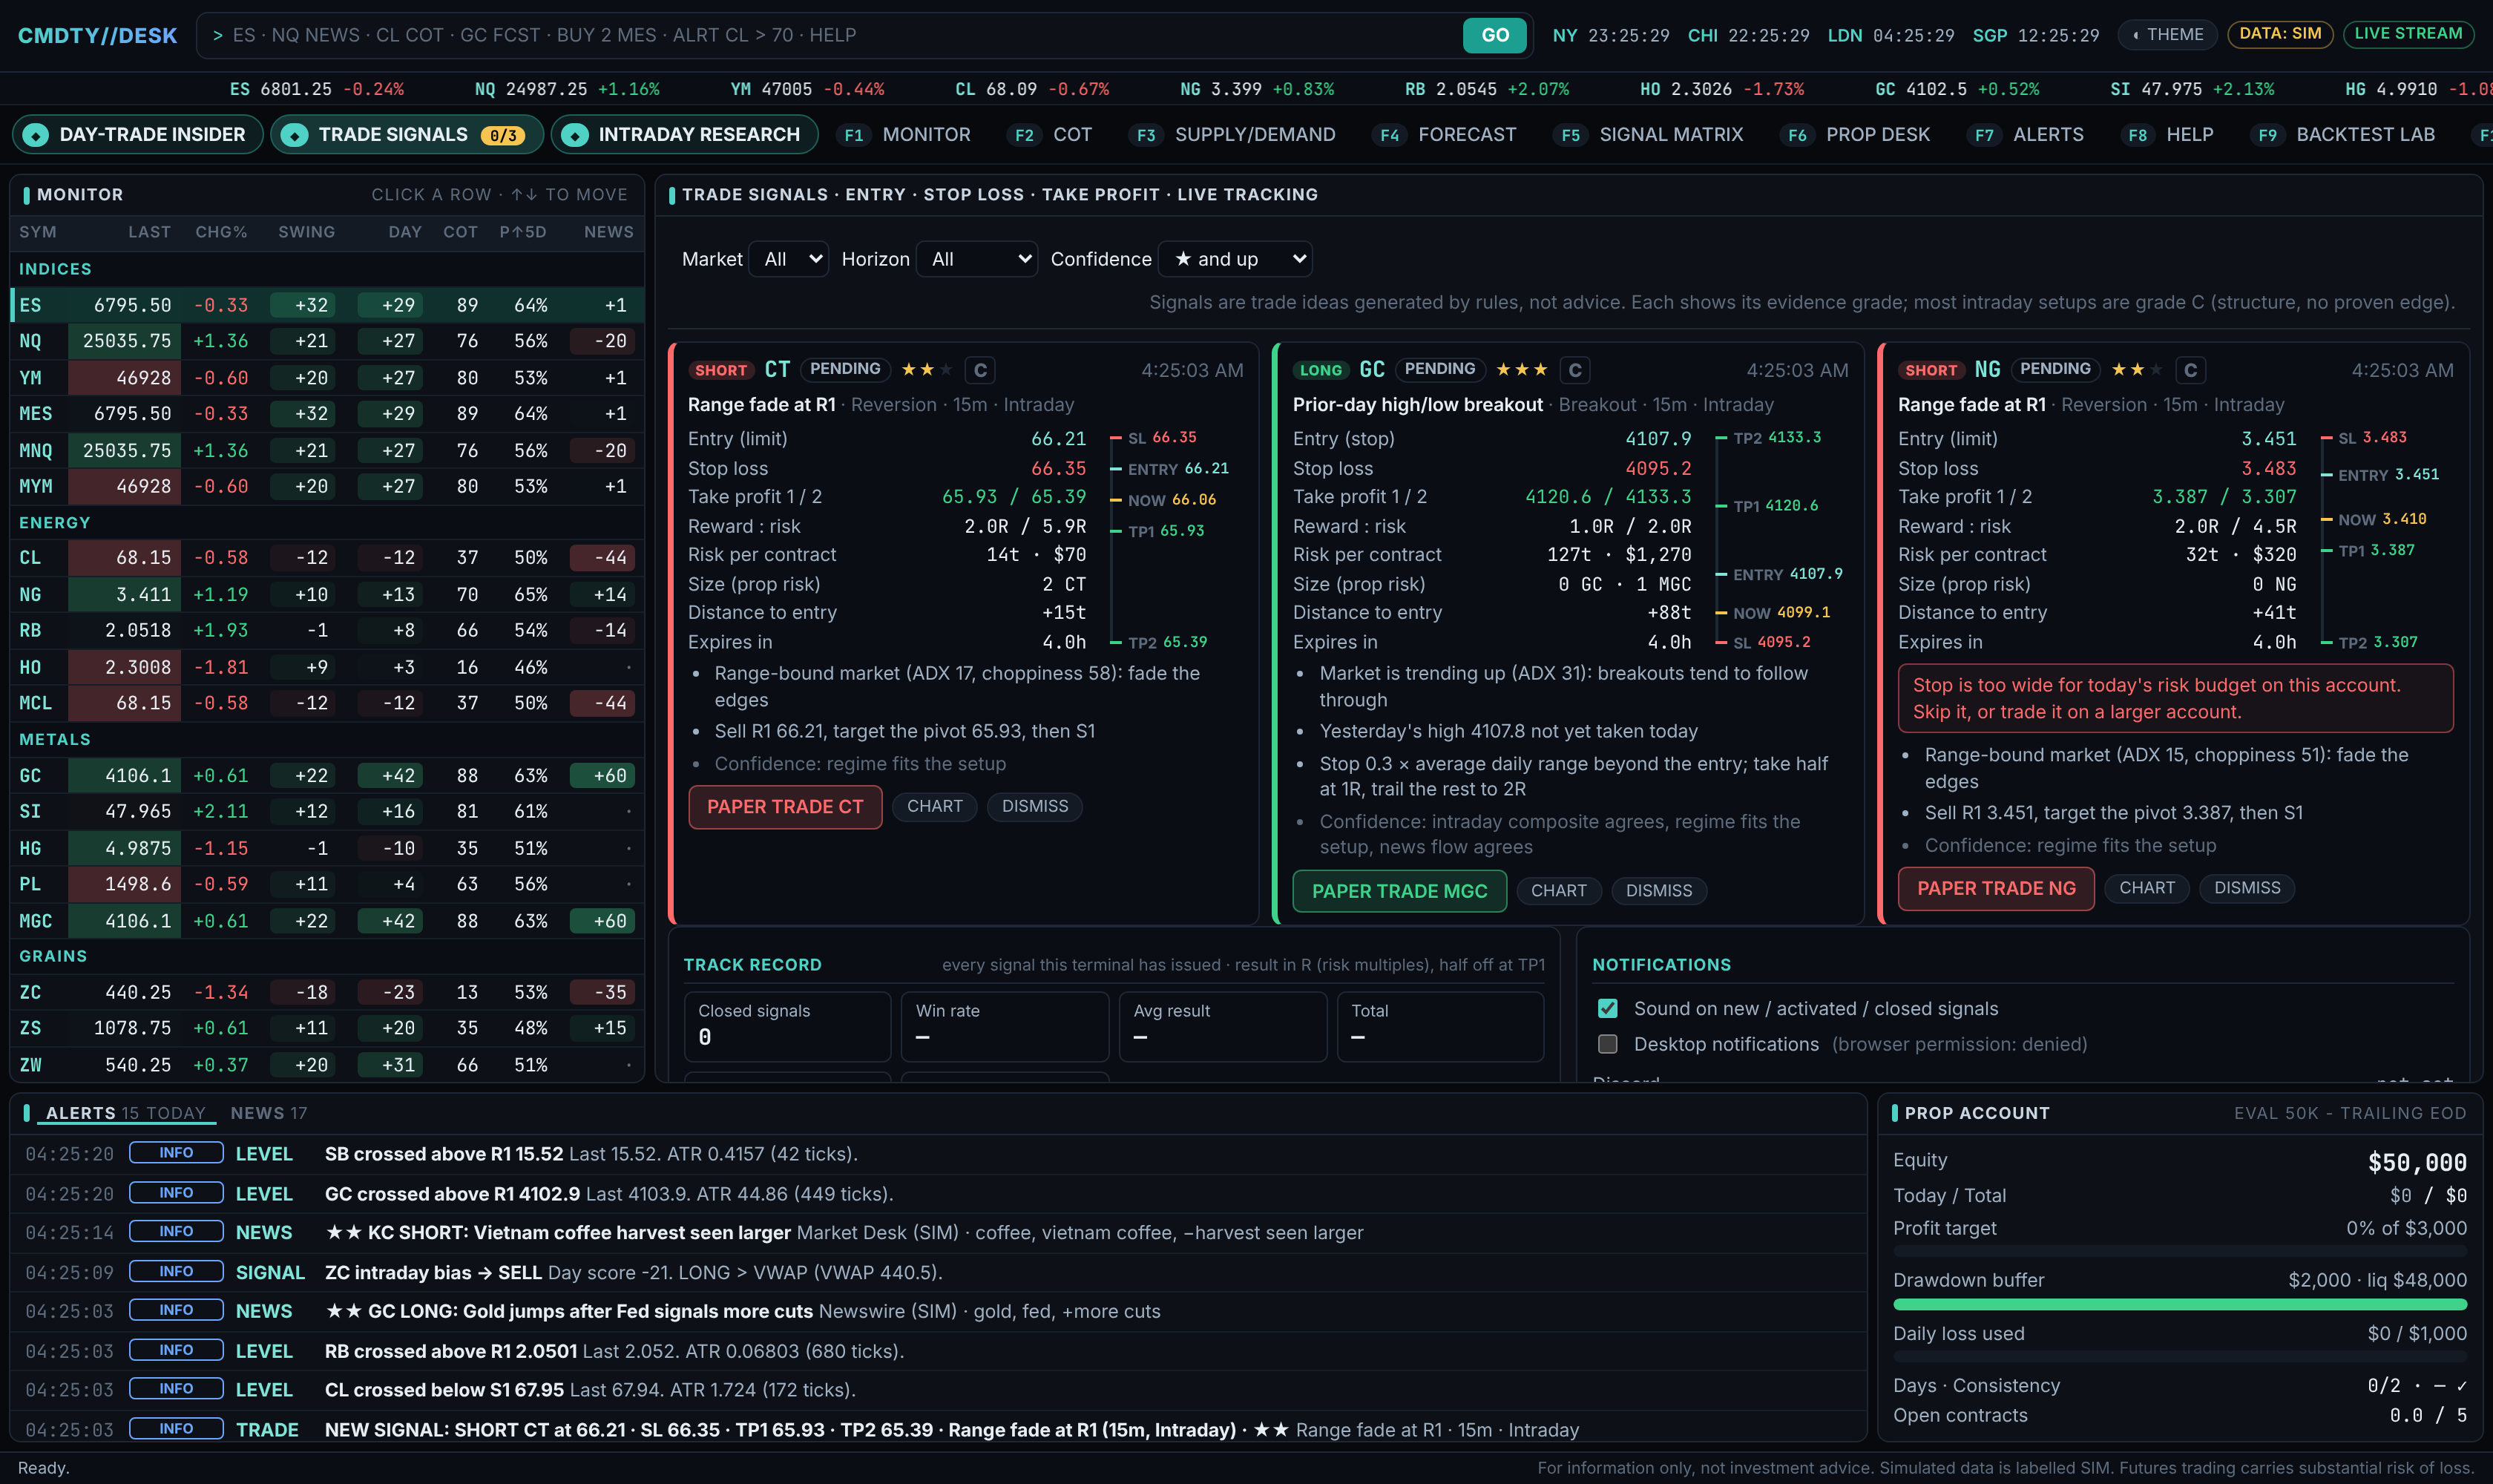 CMDTY//DESK
> ES · NQ NEWS · CL COT · GC FCST · BUY 2 MES · ALRT CL > 70 · HELP
GO
NY 23:25:29 CHI 22:25:29 LDN 04:25:29 SGP 12:25:29
THEME
DATA: SIM
LIVE STREAM
ES 6801.25 -0.24% NQ 24987.25 +1.16% YM 47005 -0.44% CL 68.09 -0.67% NG 3.399 +0.83% RB 2.0545 +2.07% HO 2.3026 -1.73% GC 4102.5 +0.52% SI 47.975 +2.13% HG 4.9910 -1.08
DAY-TRADE INSIDER
TRADE SIGNALS 0/3
INTRADAY RESEARCH
F1 MONITOR F2 COT F3 SUPPLY/DEMAND F4 FORECAST F5 SIGNAL MATRIX F6 PROP DESK F7 ALERTS F8 HELP F9 BACKTEST LAB
MONITOR CLICK A ROW · ↑↓ TO MOVE
SYM LAST CHG% SWING DAY COT P↑5D NEWS
INDICES
ES 6795.50 -0.33 +32 +29 89 64% +1
NQ 25035.75 +1.36 +21 +27 76 56% -20
YM 46928 -0.60 +20 +27 80 53% +1
MES 6795.50 -0.33 +32 +29 89 64% +1
MNQ 25035.75 +1.36 +21 +27 76 56% -20
MYM 46928 -0.60 +20 +27 80 53% +1
ENERGY
CL 68.15 -0.58 -12 -12 37 50% -44
NG 3.411 +1.19 +10 +13 70 65% +14
RB 2.0518 +1.93 -1 +8 66 54% -14
HO 2.3008 -1.81 +9 +3 16 46% ·
MCL 68.15 -0.58 -12 -12 37 50% -44
METALS
GC 4106.1 +0.61 +22 +42 88 63% +60
SI 47.965 +2.11 +12 +16 81 61% ·
HG 4.9875 -1.15 -1 -10 35 51% ·
PL 1498.6 -0.59 +11 +4 63 56% ·
MGC 4106.1 +0.61 +22 +42 88 63% +60
GRAINS
ZC 440.25 -1.34 -18 -23 13 53% -35
ZS 1078.75 +0.61 +11 +20 35 48% +15
ZW 540.25 +0.37 +20 +31 66 51% ·
TRADE SIGNALS · ENTRY · STOP LOSS · TAKE PROFIT · LIVE TRACKING
Market All Horizon All Confidence ★ and up
Signals are trade ideas generated by rules, not advice. Each shows its evidence grade; most intraday setups are grade C (structure, no proven edge).
SHORT CT PENDING ★★★ C 4:25:03 AM
Range fade at R1 · Reversion · 15m · Intraday
Entry (limit) 66.21
Stop loss 66.35
Take profit 1 / 2 65.93 / 65.39
Reward : risk 2.0R / 5.9R
Risk per contract 14t · $70
Size (prop risk) 2 CT
Distance to entry +15t
Expires in 4.0h
SL 66.35
ENTRY 66.21
NOW 66.06
TP1 65.93
TP2 65.39
• Range-bound market (ADX 17, choppiness 58): fade the
edges
• Sell R1 66.21, target the pivot 65.93, then S1
• Confidence: regime fits the setup
PAPER TRADE CT CHART DISMISS
LONG GC PENDING ★★★ C 4:25:03 AM
Prior-day high/low breakout · Breakout · 15m · Intraday
Entry (stop) 4107.9
Stop loss 4095.2
Take profit 1 / 2 4120.6 / 4133.3
Reward : risk 1.0R / 2.0R
Risk per contract 127t · $1,270
Size (prop risk) 0 GC · 1 MGC
Distance to entry +88t
Expires in 4.0h
TP2 4133.3
TP1 4120.6
ENTRY 4107.9
NOW 4099.1
SL 4095.2
• Market is trending up (ADX 31): breakouts tend to follow
through
• Yesterday's high 4107.8 not yet taken today
• Stop 0.3 × average daily range beyond the entry; take half
at 1R, trail the rest to 2R
• Confidence: intraday composite agrees, regime fits the
setup, news flow agrees
PAPER TRADE MGC CHART DISMISS
SHORT NG PENDING ★★★ C 4:25:03 AM
Range fade at R1 · Reversion · 15m · Intraday
Entry (limit) 3.451
Stop loss 3.483
Take profit 1 / 2 3.387 / 3.307
Reward : risk 2.0R / 4.5R
Risk per contract 32t · $320
Size (prop risk) 0 NG
Distance to entry +41t
Expires in 4.0h
SL 3.483
ENTRY 3.451
NOW 3.410
TP1 3.387
TP2 3.307
Stop is too wide for today's risk budget on this account.
Skip it, or trade it on a larger account.
• Range-bound market (ADX 15, choppiness 51): fade the
edges
• Sell R1 3.451, target the pivot 3.387, then S1
• Confidence: regime fits the setup
PAPER TRADE NG CHART DISMISS
TRACK RECORD every signal this terminal has issued · result in R (risk multiples), half off at TP1
Closed signals Win rate Avg result Total
0 – – –
NOTIFICATIONS
Sound on new / activated / closed signals
Desktop notifications (browser permission: denied)
ALERTS 15 TODAY NEWS 17
04:25:20 INFO LEVEL SB crossed above R1 15.52 Last 15.52. ATR 0.4157 (42 ticks).
04:25:20 INFO LEVEL GC crossed above R1 4102.9 Last 4103.9. ATR 44.86 (449 ticks).
04:25:14 INFO NEWS ★★ KC SHORT: Vietnam coffee harvest seen larger Market Desk (SIM) · coffee, vietnam coffee, −harvest seen larger
04:25:09 INFO SIGNAL ZC intraday bias → SELL Day score -21. LONG > VWAP (VWAP 440.5).
04:25:03 INFO NEWS ★★ GC LONG: Gold jumps after Fed signals more cuts Newswire (SIM) · gold, fed, +more cuts
04:25:03 INFO LEVEL RB crossed above R1 2.0501 Last 2.052. ATR 0.06803 (680 ticks).
04:25:03 INFO LEVEL CL crossed below S1 67.95 Last 67.94. ATR 1.724 (172 ticks).
04:25:03 INFO TRADE NEW SIGNAL: SHORT CT at 66.21 · SL 66.35 · TP1 65.93 · TP2 65.39 · Range fade at R1 (15m, Intraday) · ★★ Range fade at R1 · 15m · Intraday
PROP ACCOUNT EVAL 50K - TRAILING EOD
Equity $50,000
Today / Total $0 / $0
Profit target 0% of $3,000
Drawdown buffer $2,000 · liq $48,000
Daily loss used $0 / $1,000
Days · Consistency 0/2 · – ✓
Open contracts 0.0 / 5
Ready.
For information only, not investment advice. Simulated data is labelled SIM. Futures trading carries substantial risk of loss.